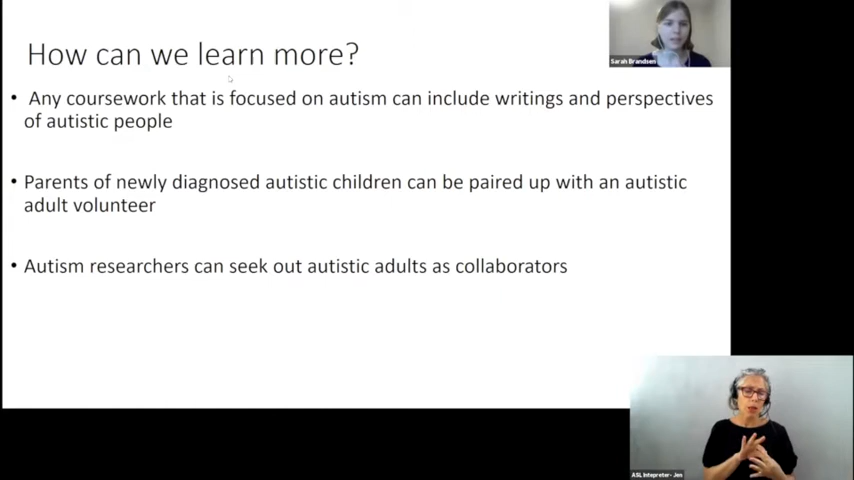 How can we learn more?
Sarah Brandsen
• Any coursework that is focused on autism can include writings and perspectives
of autistic people
• Parents of newly diagnosed autistic children can be paired up with an autistic
adult volunteer
• Autism researchers can seek out autistic adults as collaborators
ASL Intepreter- Jen